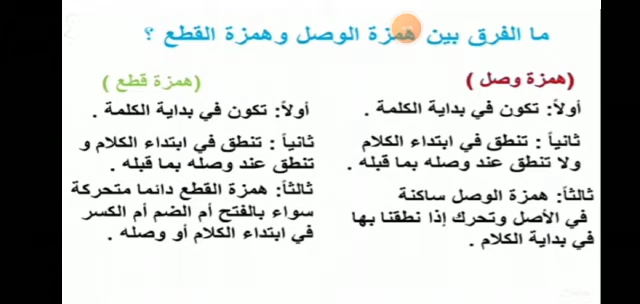 ما الفرق بين همزة الوصل وهمزة القطع ؟
(همزة وصل )
أولاً: تكون في بداية الكلمة .
ثانياً : تنطق في ابتداء الكلام
ولا تنطق عند وصله بما قبله .
ثالثاً: همزة الوصل ساكنة
في الأصل وتحرك إذا نطقنا بها
في بداية الكلام .
(همزة قطع )
أولاً: تكون في بداية الكلمة .
ثانياً : تنطق في ابتداء الكلام و
تنطق عند وصله بما قبله .
ثالثاً: همزة القطع دائما متحركة
سواء بالفتح أم الضم أم الكسر
في ابتداء الكلام أو وصله .